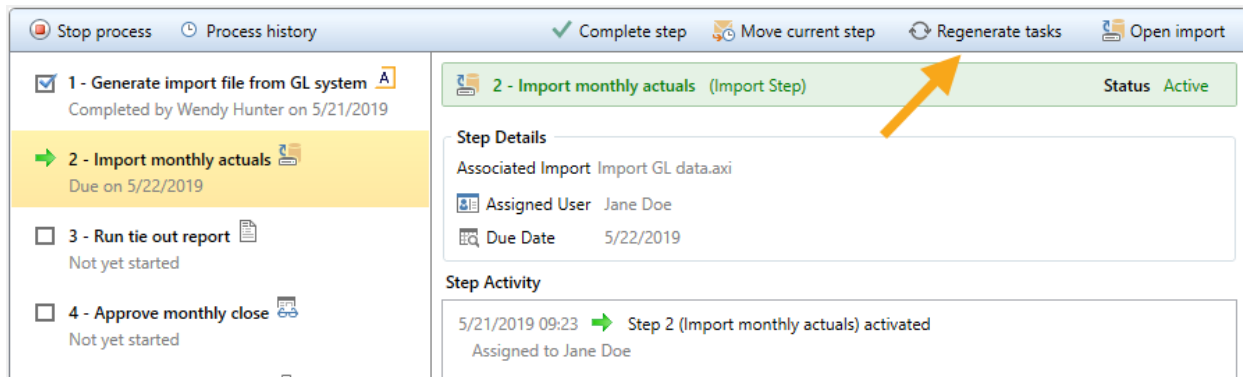 Stop process Process history Complete step Move current step Regenerate tasks Open import
1 - Generate import file from GL system A
Completed by Wendy Hunter on 5/21/2019
2 - Import monthly actuals
Due on 5/22/2019
3 - Run tie out report
Not yet started
4 - Approve monthly close
Not yet started
2 - Import monthly actuals (Import Step) Status Active
Step Details
Associated Import Import GL data.axi
Assigned User Jane Doe
Due Date 5/22/2019
Step Activity
5/21/2019 09:23 Step 2 (Import monthly actuals) activated
Assigned to Jane Doe